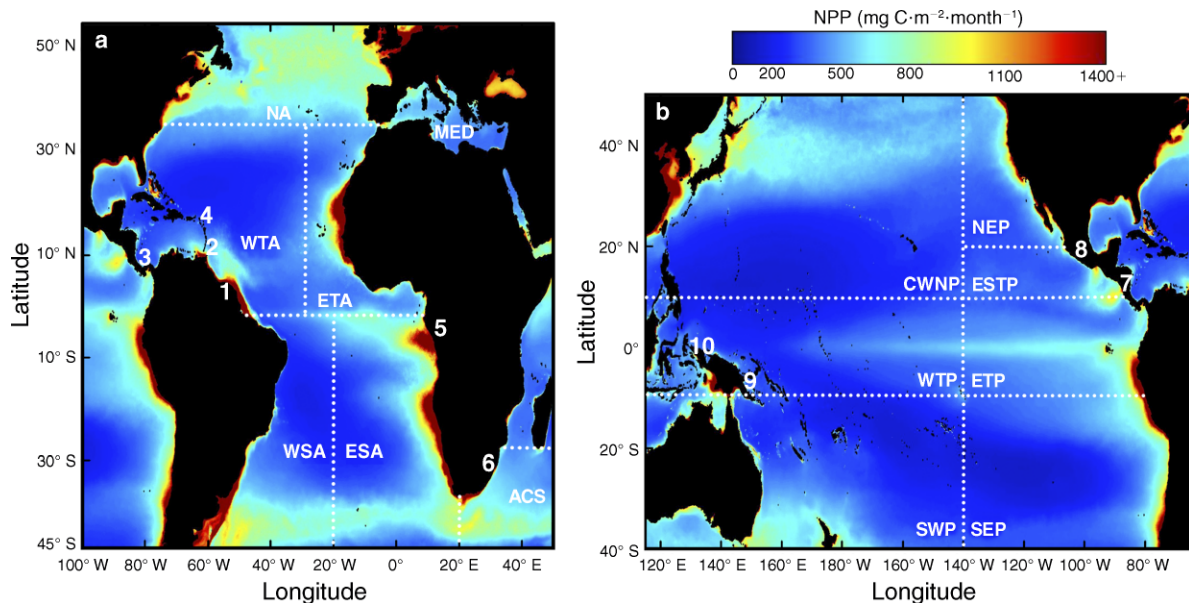 NPP (mg C·m⁻²·month⁻¹)
0 200 500 800 1100 1400+
a
50° N
30° N
10° N
10° S
30° S
45° S
Latitude
NA
MED
4
2
WTA
3
1
ETA
5
WSA ESA
6
ACS
100° W 80° W 60° W 40° W 20° W 0° 20° E 40 E
Longitude
b
40° N
20° N
0°
20° S
40° S
Latitude
NEP
8
CWNP ESTP
7
10
9
WTP ETP
SWP SEP
120° E 140° E 160° E 180° W 160° W 140° W 120° W 100° W 80° W
Longitude